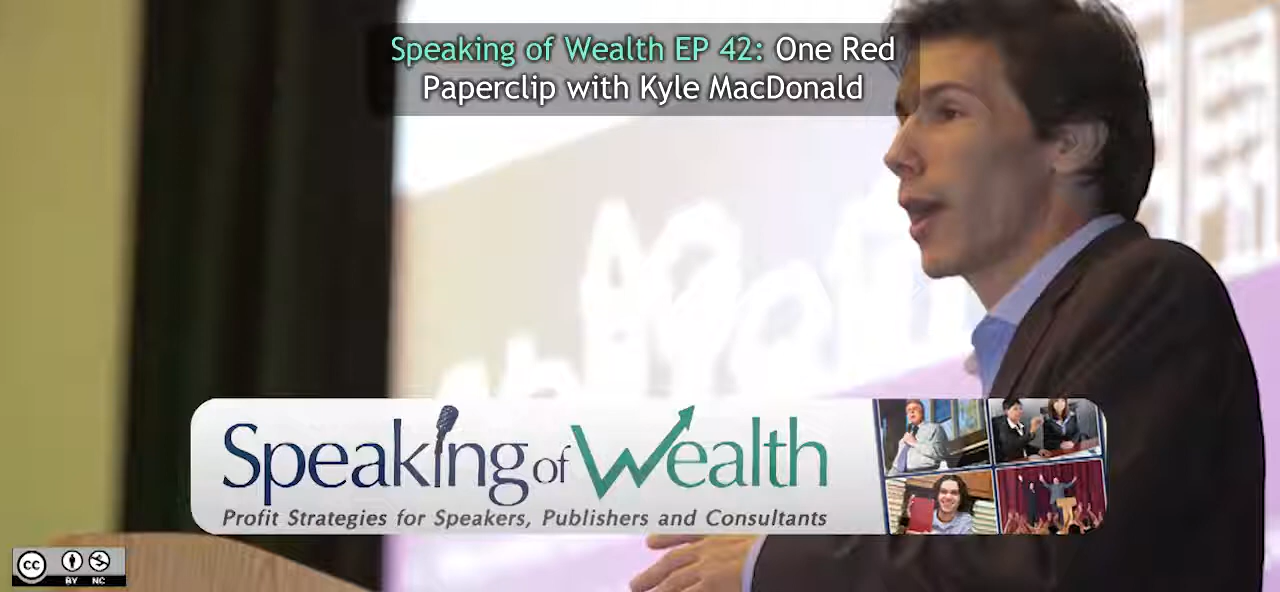 Speaking of Wealth EP 42: One Red
Paperclip with Kyle MacDonald
Speaking of Wealth
Profit Strategies for Speakers, Publishers and Consultants
cc
BY NC